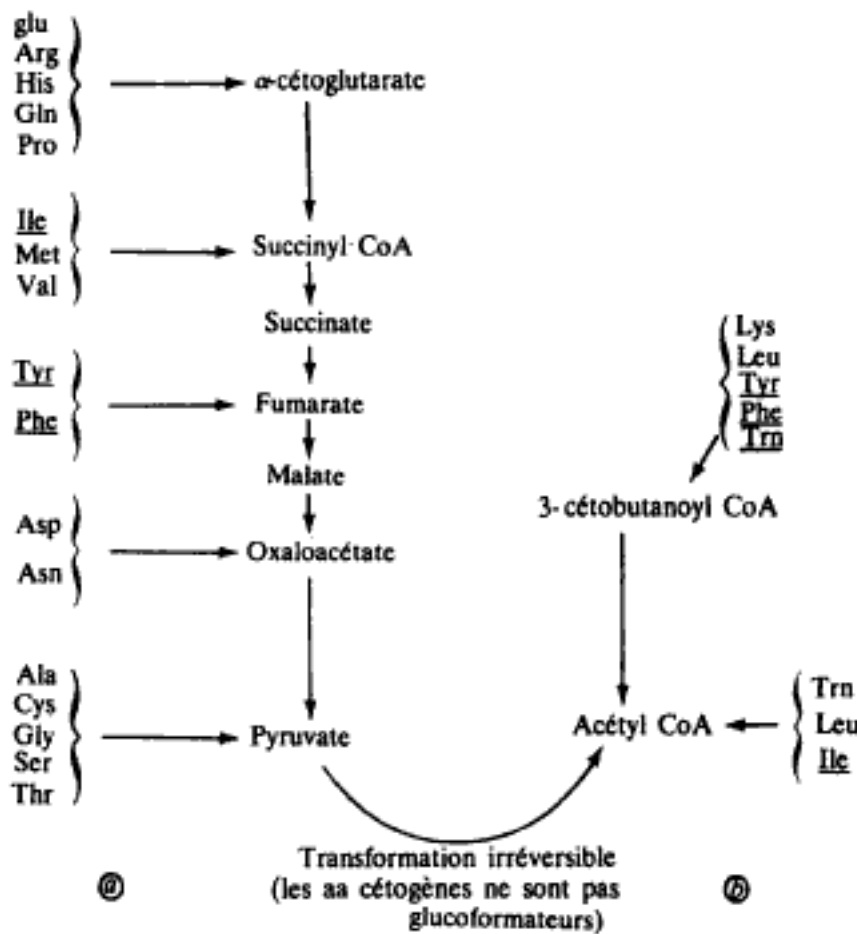 glu
Arg
His
Gln
Pro
α-cétoglutarate
Ile
Met
Val
Succinyl CoA
Succinate
Tyr
Phe
Fumarate
Malate
Asp
Asn
Oxaloacétate
Ala
Cys
Gly
Ser
Thr
Pyruvate
Lys
Leu
Tyr
Phe
Trn
3-cétobutanoyl CoA
Acétyl CoA
Trn
Leu
Ile
Transformation irréversible
(les aa cétogènes ne sont pas
glucoformateurs)
ⓐ
ⓑ